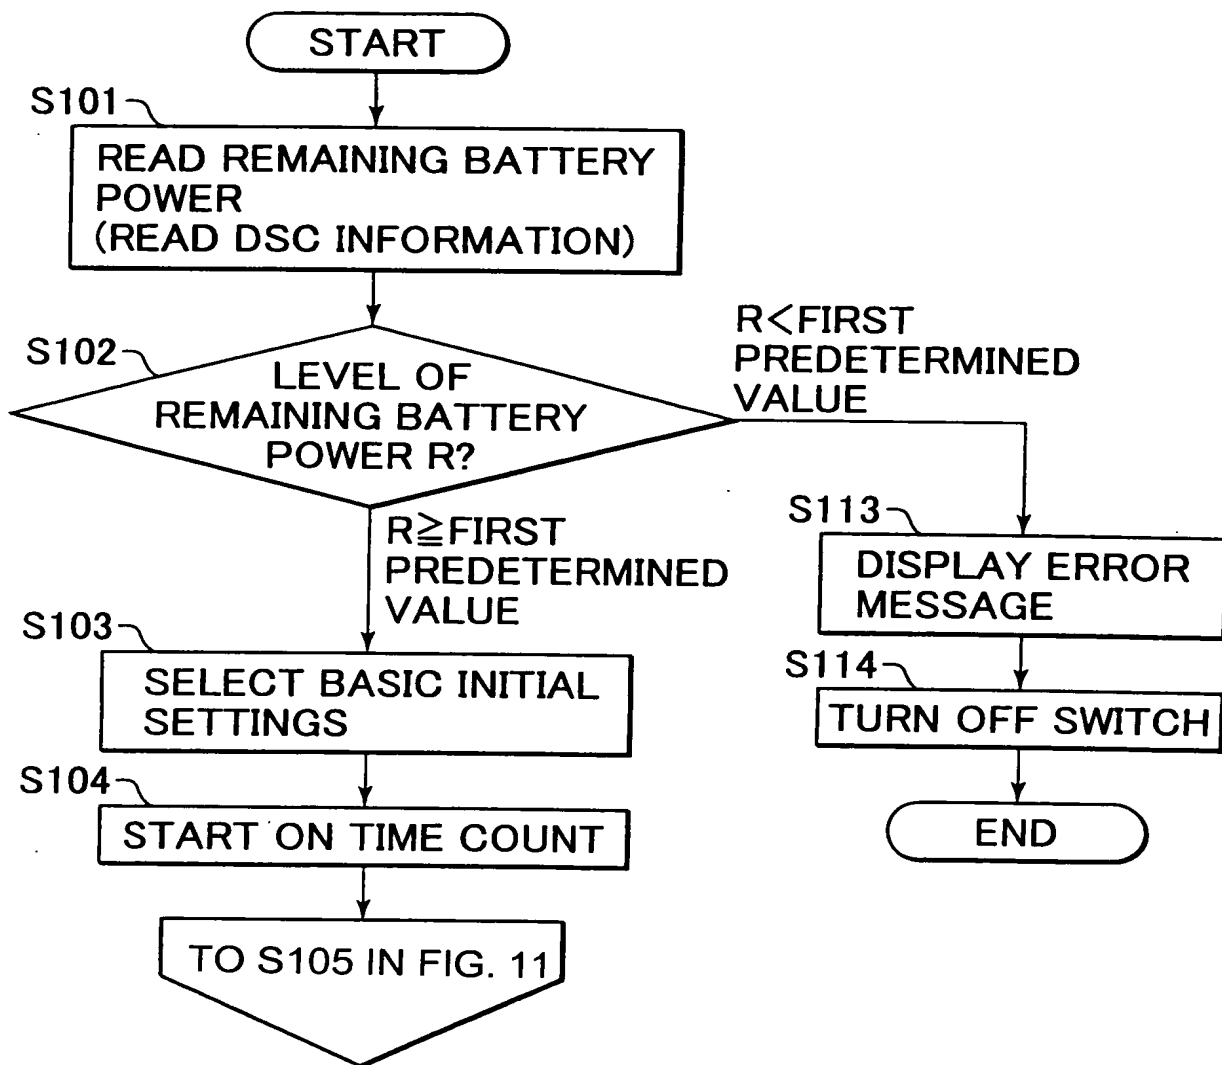 START
S101
READ REMAINING BATTERY
POWER
(READ DSC INFORMATION)
S102
LEVEL OF
REMAINING BATTERY
POWER R?
R<FIRST
PREDETERMINED
VALUE
R≧FIRST
PREDETERMINED
VALUE
S113
DISPLAY ERROR
MESSAGE
S103
SELECT BASIC INITIAL
SETTINGS
S114
TURN OFF SWITCH
S104
START ON TIME COUNT
END
TO S105 IN FIG. 11